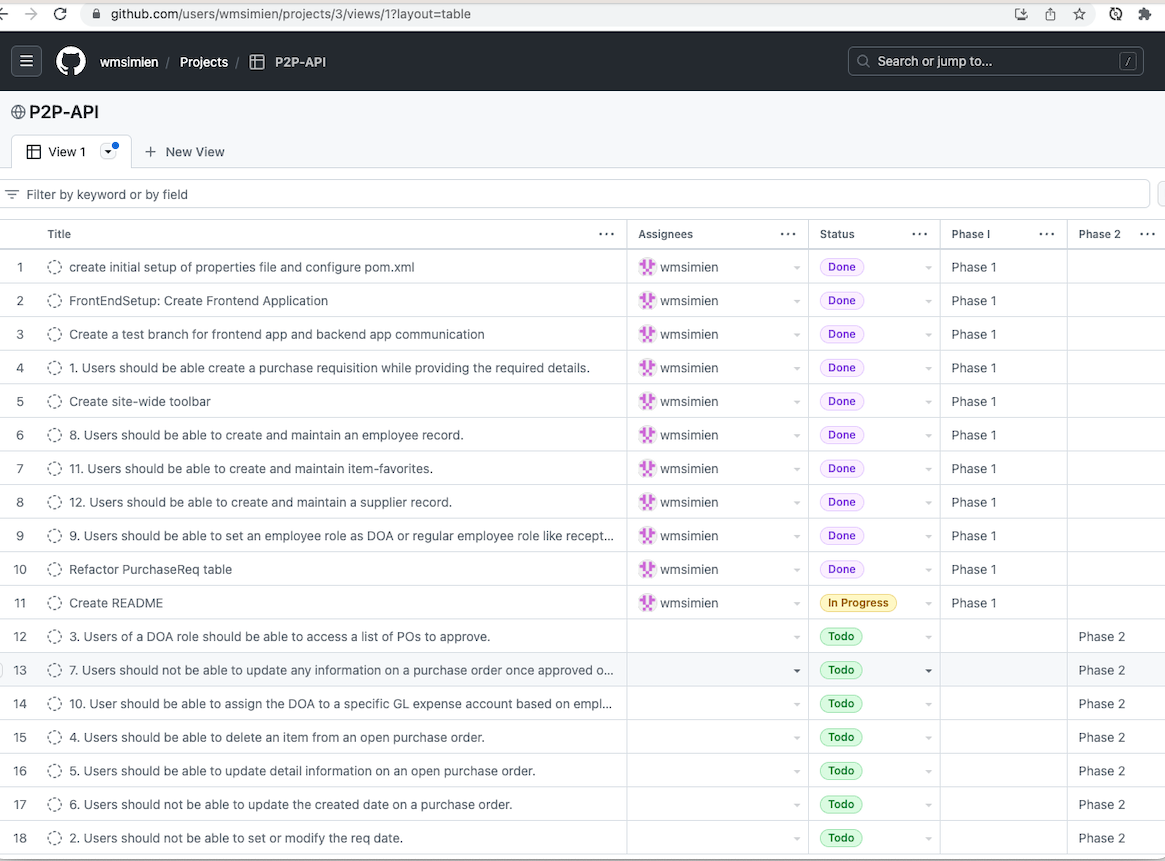 github.com/users/wmsimien/projects/3/views/1?layout=table
wmsimien / Projects / P2P-API
Search or jump to... /
P2P-API
View 1 + New View
Filter by keyword or by field
Title ... Assignees ... Status ... Phase I ... Phase 2 ...
1 create initial setup of properties file and configure pom.xml wmsimien Done Phase 1
2 FrontEndSetup: Create Frontend Application wmsimien Done Phase 1
3 Create a test branch for frontend app and backend app communication wmsimien Done Phase 1
4 1. Users should be able create a purchase requisition while providing the required details. wmsimien Done Phase 1
5 Create site-wide toolbar wmsimien Done Phase 1
6 8. Users should be able to create and maintain an employee record. wmsimien Done Phase 1
7 11. Users should be able to create and maintain item-favorites. wmsimien Done Phase 1
8 12. Users should be able to create and maintain a supplier record. wmsimien Done Phase 1
9 9. Users should be able to set an employee role as DOA or regular employee role like recept... wmsimien Done Phase 1
10 Refactor PurchaseReq table wmsimien Done Phase 1
11 Create README wmsimien In Progress Phase 1
12 3. Users of a DOA role should be able to access a list of POs to approve. Todo Phase 2
13 7. Users should not be able to update any information on a purchase order once approved o... Todo Phase 2
14 10. User should be able to assign the DOA to a specific GL expense account based on empl... Todo Phase 2
15 4. Users should be able to delete an item from an open purchase order. Todo Phase 2
16 5. Users should be able to update detail information on an open purchase order. Todo Phase 2
17 6. Users should not be able to update the created date on a purchase order. Todo Phase 2
18 2. Users should not be able to set or modify the req date. Todo Phase 2